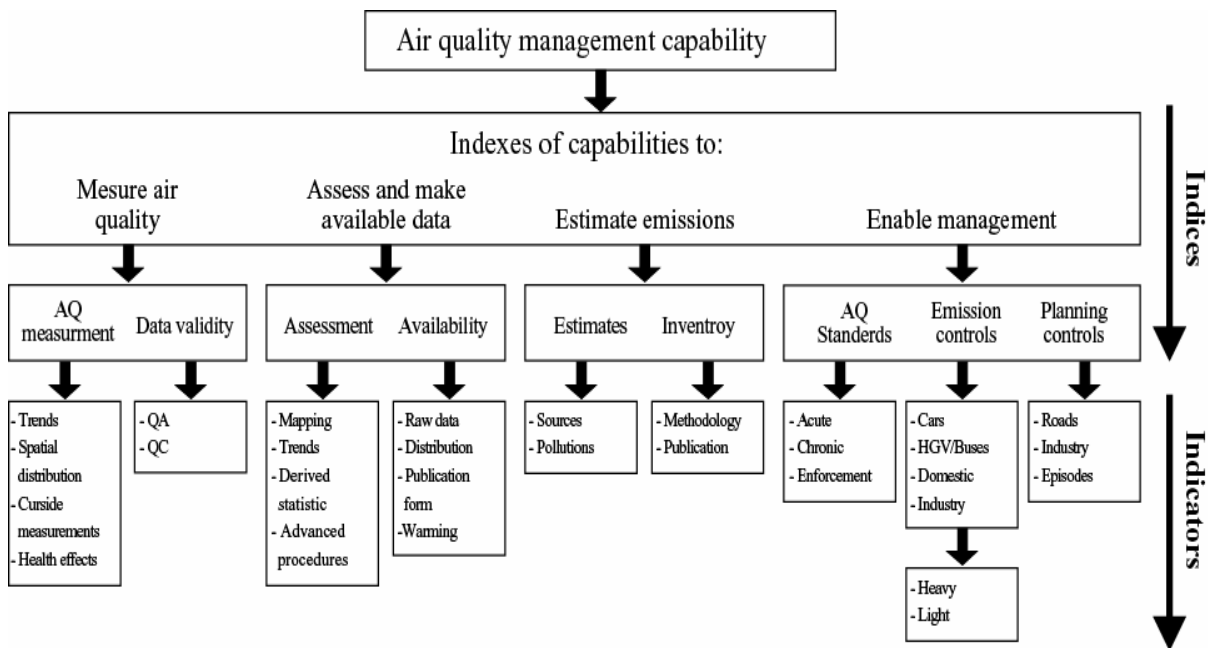 Air quality management capability
Indexes of capabilities to:
Mesure air
quality
Assess and make
available data
Estimate emissions
Enable management
Indices
AQ
measurment
Data validity
Assessment
Availability
Estimates
Inventroy
AQ
Standerds
Emission
controls
Planning
controls
- Trends
- Spatial
distribution
- Curside
measurements
- Health effects
- QA
- QC
- Mapping
- Trends
- Derived
statistic
- Advanced
procedures
- Raw data
- Distribution
- Publication
form
-Warming
- Sources
- Pollutions
- Methodology
- Publication
- Acute
- Chronic
- Enforcement
- Cars
- HGV/Buses
- Domestic
- Industry
- Roads
- Industry
- Episodes
- Heavy
- Light
Indicators